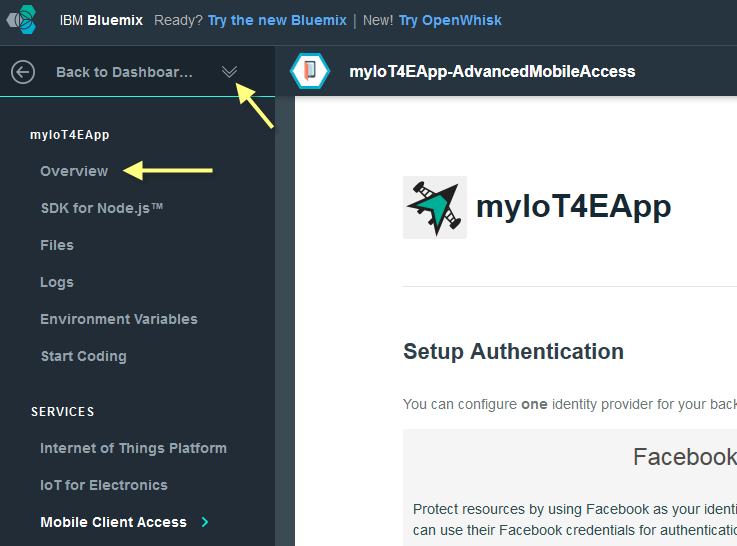 IBM Bluemix Ready? Try the new Bluemix | New! Try OpenWhisk
Back to Dashboar...
myIoT4EApp-AdvancedMobileAccess
myIoT4EApp
Overview
SDK for Node.js™
Files
Logs
Environment Variables
Start Coding
SERVICES
Internet of Things Platform
IoT for Electronics
Mobile Client Access
myIoT4EApp
Setup Authentication
You can configure one identity provider for your back
Facebook
Protect resources by using Facebook as your identi
can use their Facebook credentials for authenticatio